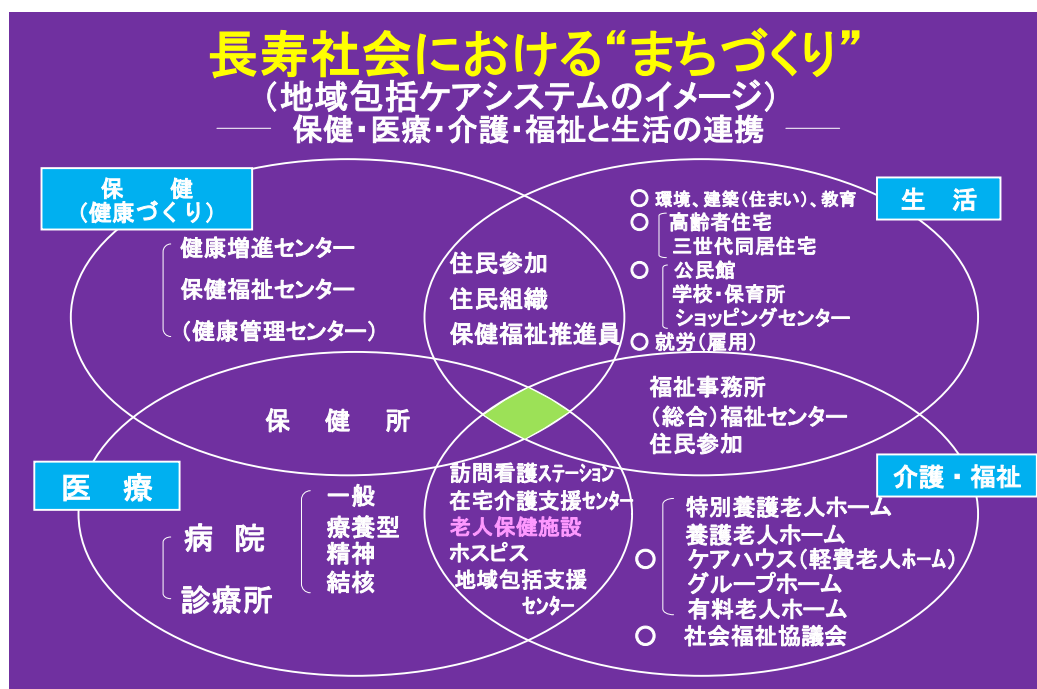 長寿社会における“まちづくり”
（地域包括ケアシステムのイメージ）
保健・医療・介護・福祉と生活の連携
保　健
（健康づくり）
健康増進センター
保健福祉センター
（健康管理センター）
住民参加
住民組織
保健福祉推進員
生　活
○ 環境、建築（住まい）、教育
○ 高齢者住宅
三世代同居住宅
○ 公民館
学校・保育所
ショッピングセンター
○ 就労（雇用）
保　健　所
福祉事務所
（総合）福祉センター
住民参加
医　療
病　院
診療所
一般
療養型
精神
結核
訪問看護ステーション
在宅介護支援センター
老人保健施設
ホスピス
地域包括支援
センター
介護・福祉
特別養護老人ホーム
養護老人ホーム
○ ケアハウス（軽費老人ホーム）
グループホーム
有料老人ホーム
○ 社会福祉協議会